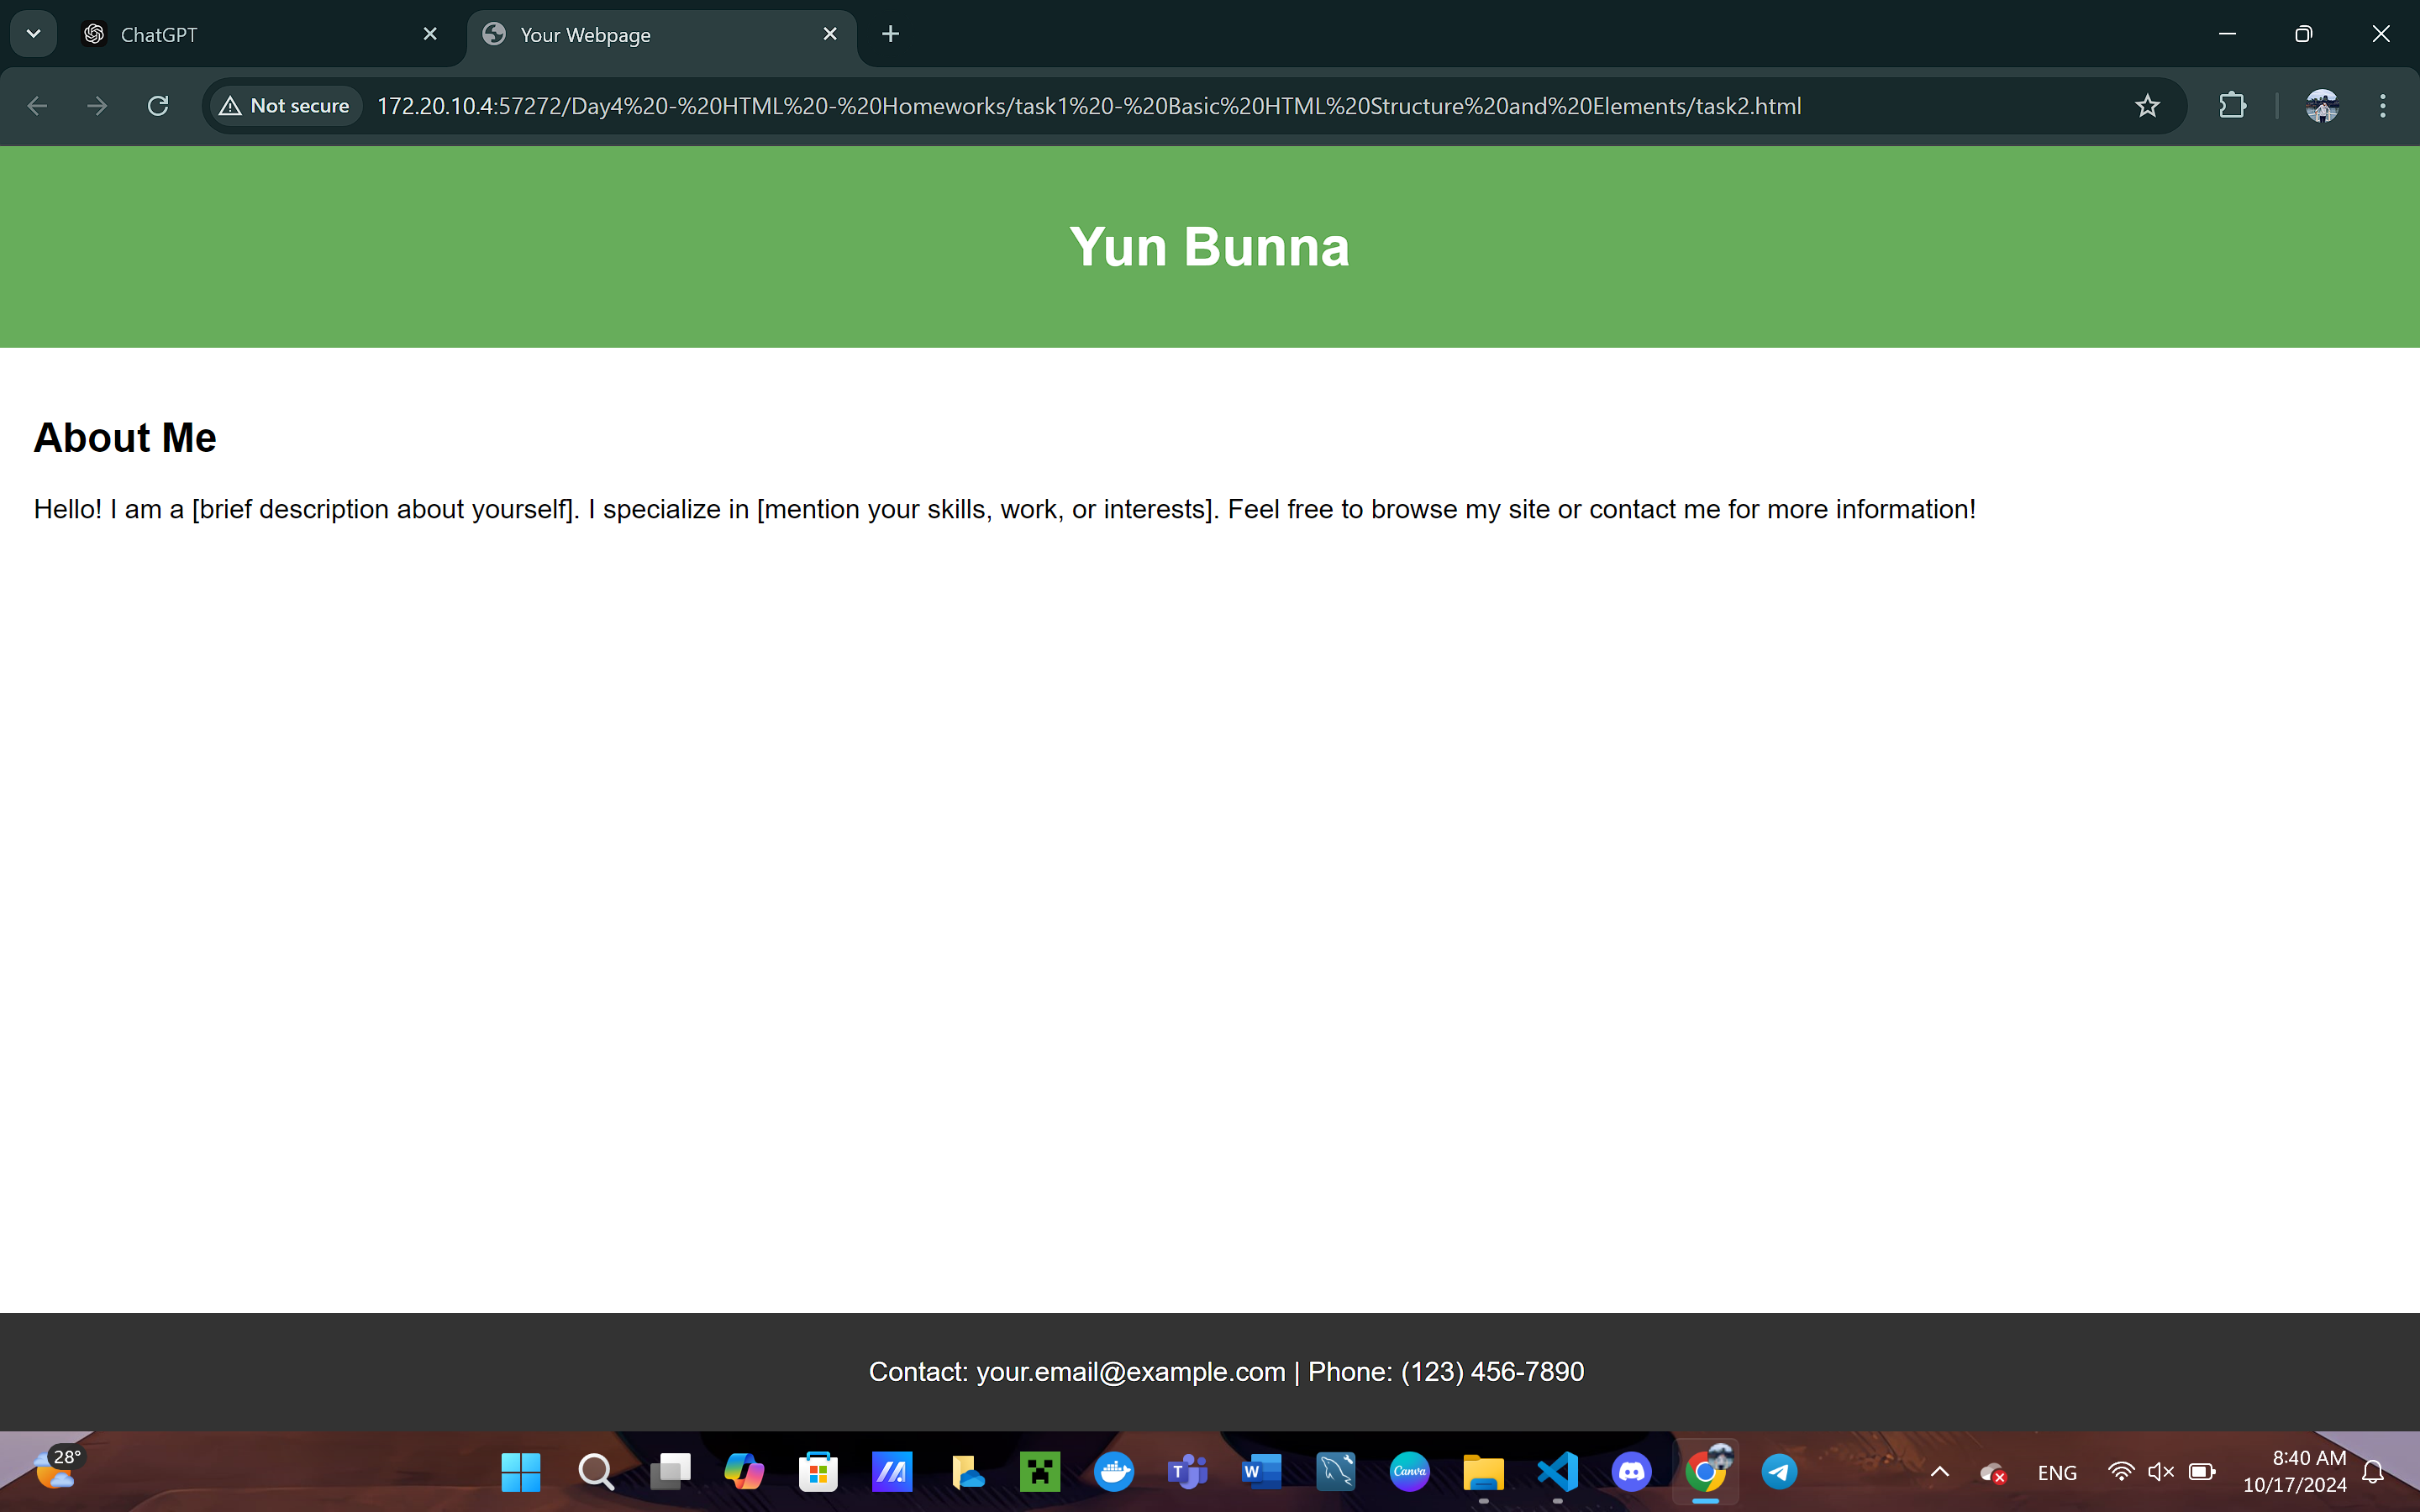 ChatGPT
Your Webpage
Not secure
172.20.10.4:57272/Day4%20-%20HTML%20-%20Homeworks/task1%20-%20Basic%20HTML%20Structure%20and%20Elements/task2.html
Yun Bunna
About Me
Hello! I am a [brief description about yourself]. I specialize in [mention your skills, work, or interests]. Feel free to browse my site or contact me for more information!
Contact: your.email@example.com | Phone: (123) 456-7890
28°
T
W
Canva
ENG
8:40 AM
10/17/2024